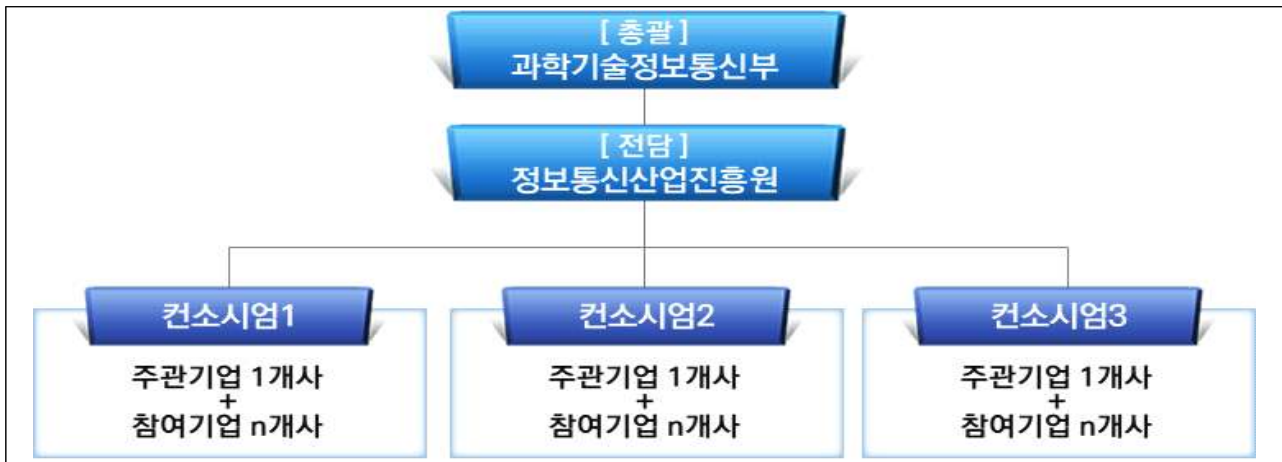 [ 총괄 ]
과학기술정보통신부
[ 전담 ]
정보통신산업진흥원
컨소시엄1
주관기업 1개사
+
참여기업 n개사
컨소시엄2
주관기업 1개사
+
참여기업 n개사
컨소시엄3
주관기업 1개사
+
참여기업 n개사